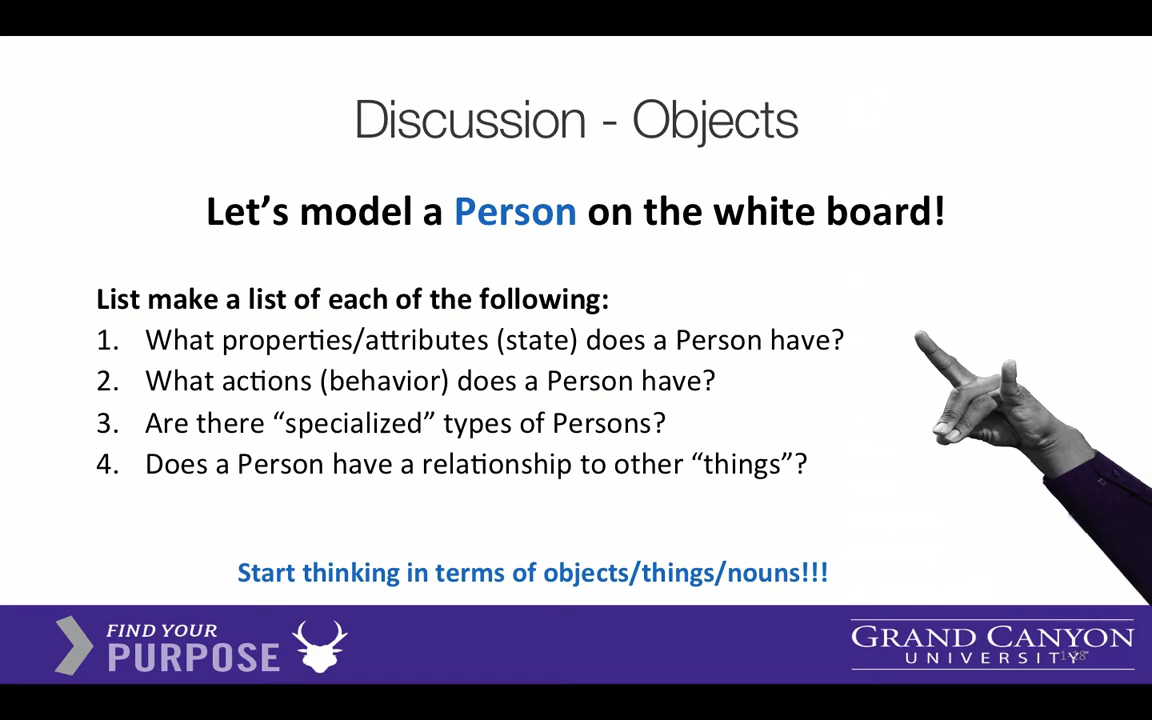 Discussion - Objects
Let’s model a Person on the white board!
List make a list of each of the following:
1. What properties/attributes (state) does a Person have?
2. What actions (behavior) does a Person have?
3. Are there “specialized” types of Persons?
4. Does a Person have a relationship to other “things”?
Start thinking in terms of objects/things/nouns!!!
FIND YOUR
PURPOSE
GRAND CANYON
UNIVERSITY